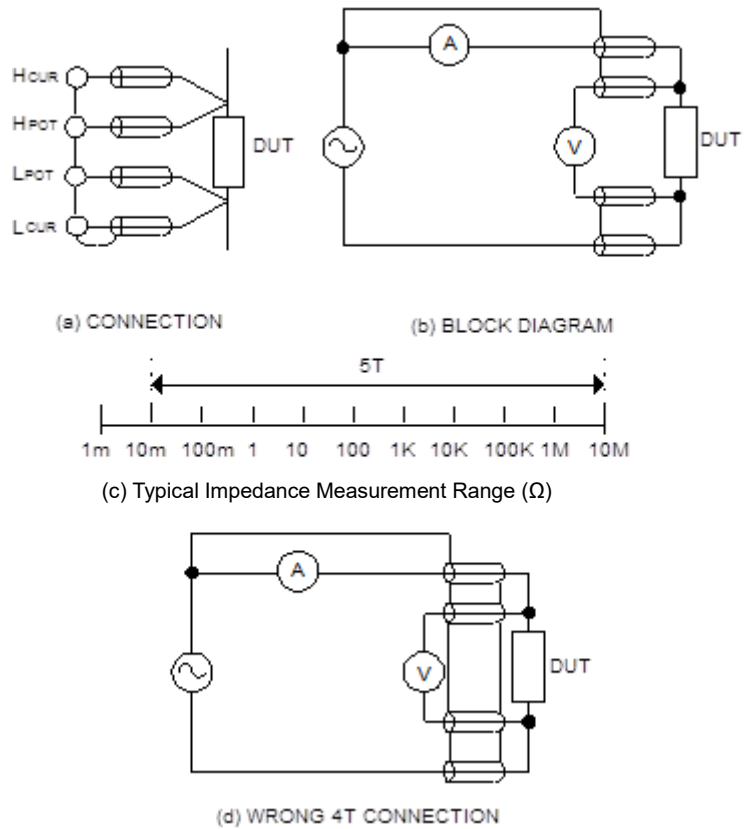 HCUR
HPOT
LPOT
LCUR
DUT
A
V
DUT
(a) CONNECTION
(b) BLOCK DIAGRAM
5T
1m 10m 100m 1 10 100 1K 10K 100K 1M 10M
(c) Typical Impedance Measurement Range (Ω)
A
V
DUT
(d) WRONG 4T CONNECTION